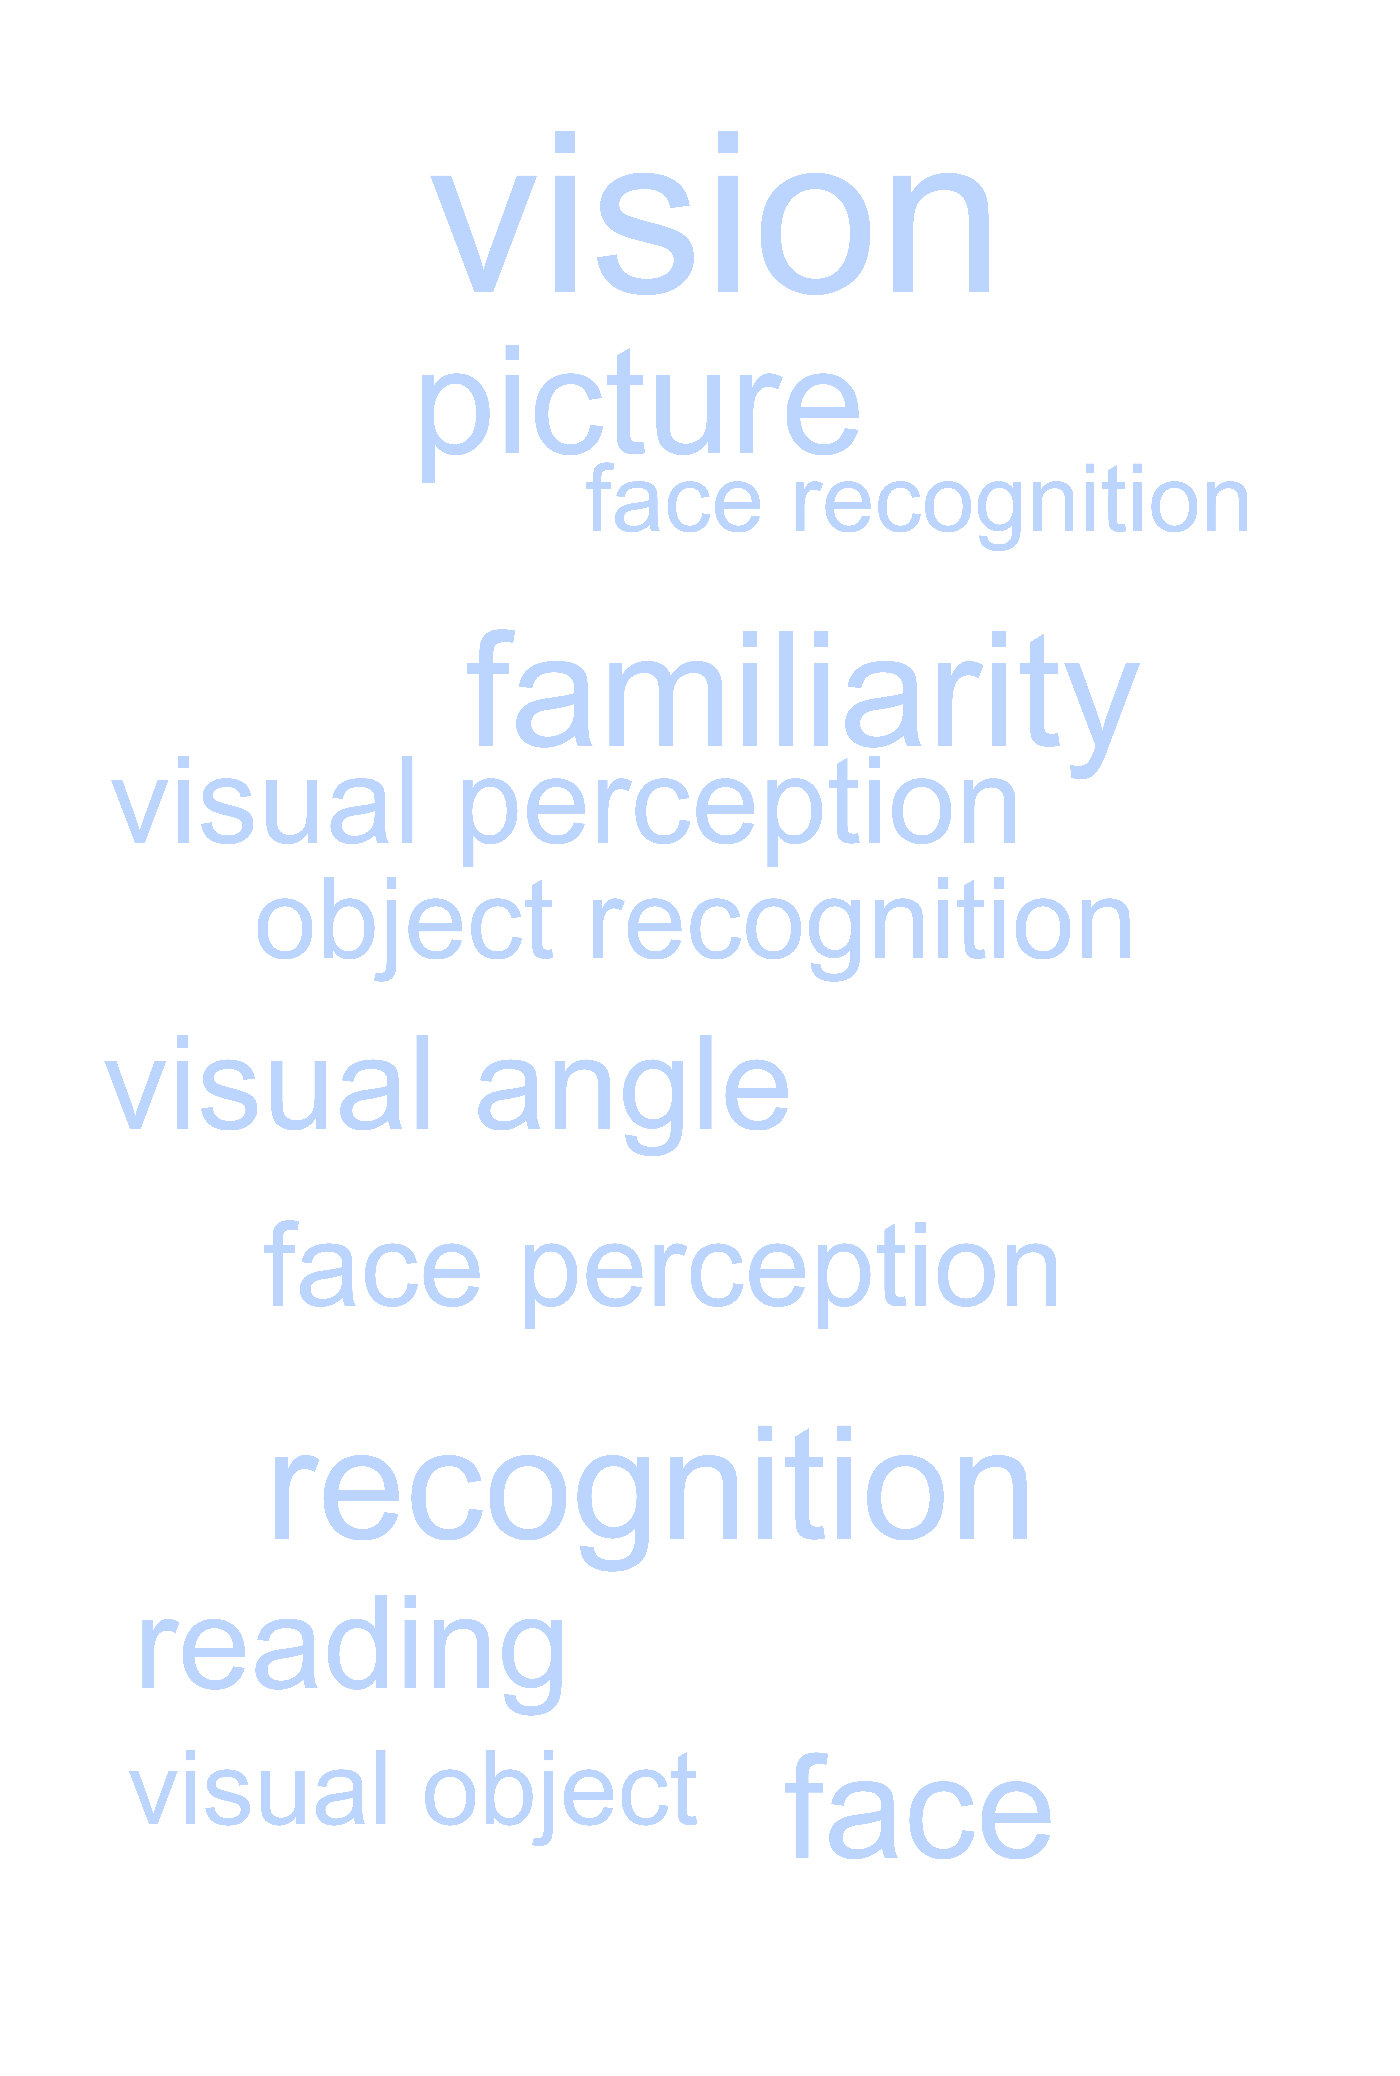 vision
picture
face recognition
familiarity
visual perception
object recognition
visual angle
face perception
recognition
reading
visual object
face